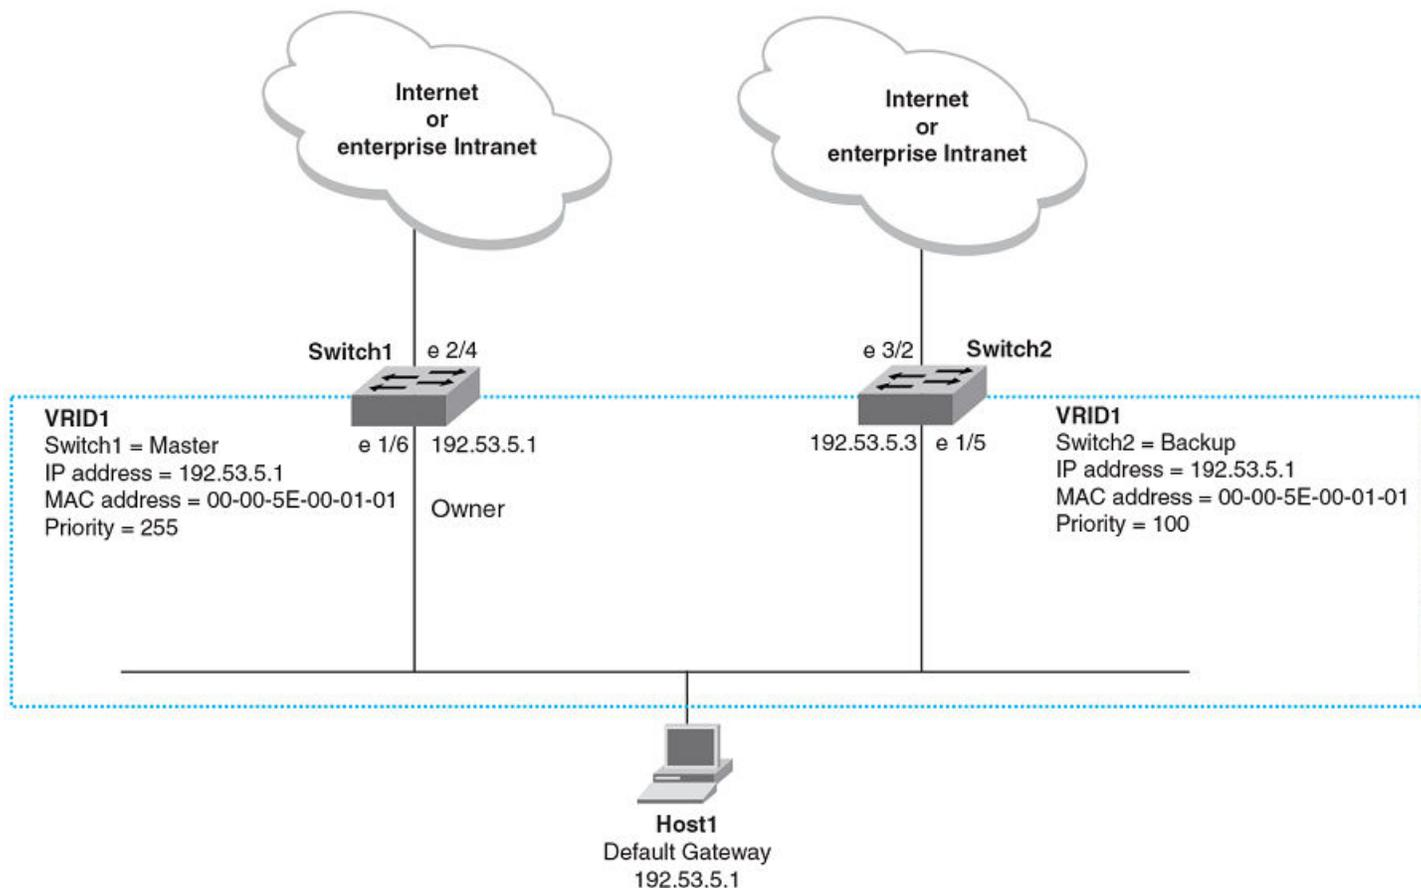 Internet
or
enterprise Intranet
Internet
or
enterprise Intranet
Switch1
e 2/4
e 3/2
Switch2
VRID1
Switch1 = Master
IP address = 192.53.5.1
MAC address = 00-00-5E-00-01-01
Priority = 255
e 1/6
192.53.5.1
Owner
192.53.5.3
e 1/5
VRID1
Switch2 = Backup
IP address = 192.53.5.1
MAC address = 00-00-5E-00-01-01
Priority = 100
Host1
Default Gateway
192.53.5.1